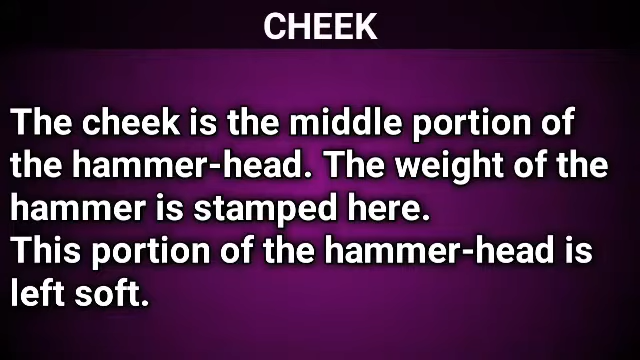 CHEEK
The cheek is the middle portion of
the hammer-head. The weight of the
hammer is stamped here.
This portion of the hammer-head is
left soft.